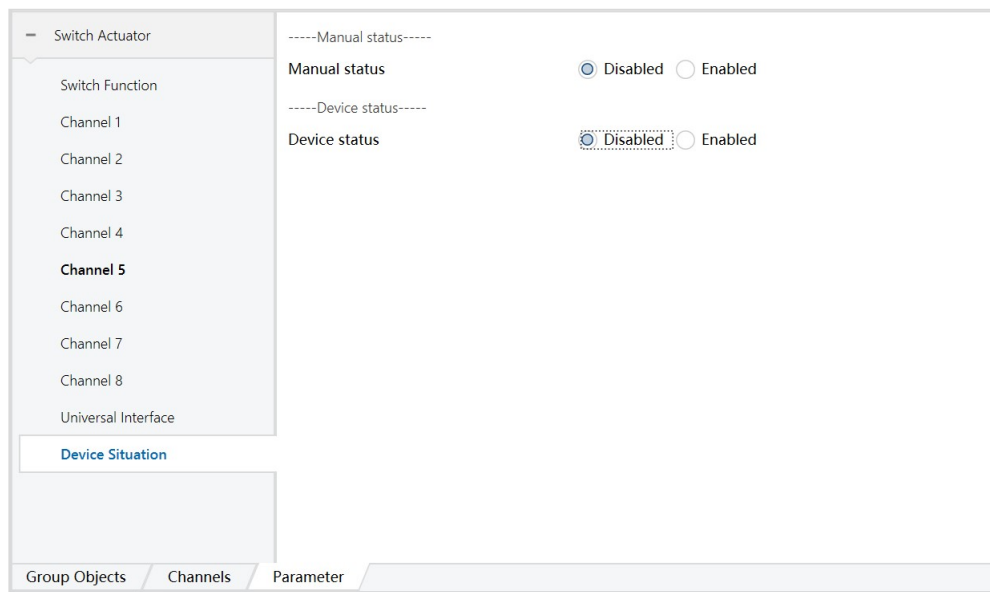 Switch Actuator
Switch Function
Channel 1
Channel 2
Channel 3
Channel 4
Channel 5
Channel 6
Channel 7
Channel 8
Universal Interface
Device Situation
-----Manual status-----
Manual status Disabled Enabled
-----Device status-----
Device status Disabled Enabled
Group Objects Channels Parameter